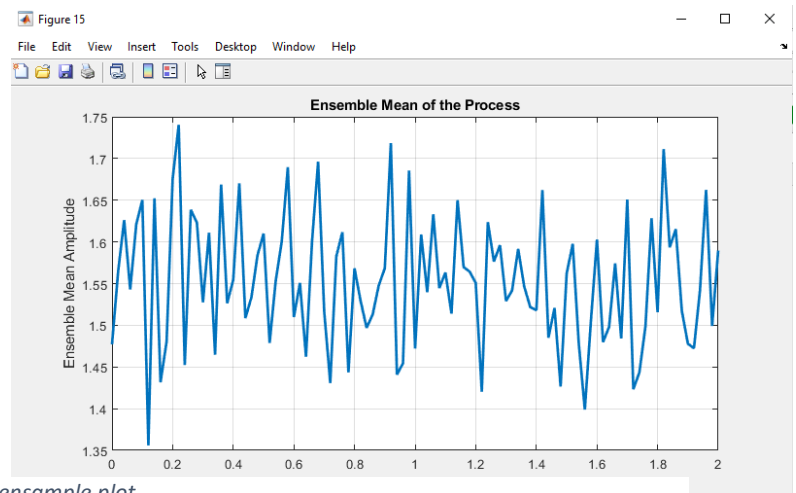 Figure 15
File Edit View Insert Tools Desktop Window Help
Ensemble Mean of the Process
Ensemble Mean Amplitude
1.75
1.7
1.65
1.6
1.55
1.5
1.45
1.4
1.35
0 0.2 0.4 0.6 0.8 1 1.2 1.4 1.6 1.8 2
ensample plot